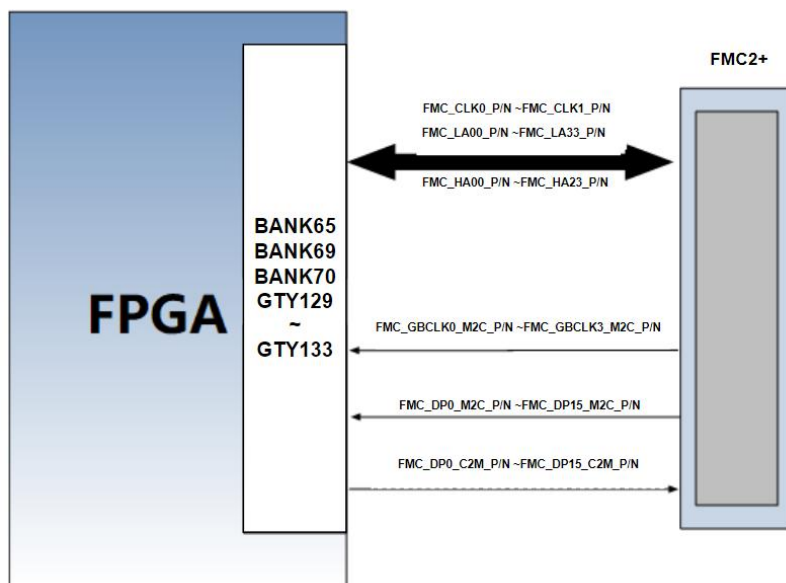 FMC2+
FMC_CLK0_P/N ~FMC_CLK1_P/N
FMC_LA00_P/N ~FMC_LA33_P/N
FMC_HA00_P/N ~FMC_HA23_P/N
BANK65
BANK69
BANK70
GTY129
~
GTY133
FPGA
FMC_GBCLK0_M2C_P/N ~FMC_GBCLK3_M2C_P/N
FMC_DP0_M2C_P/N ~FMC_DP15_M2C_P/N
FMC_DP0_C2M_P/N ~FMC_DP15_C2M_P/N